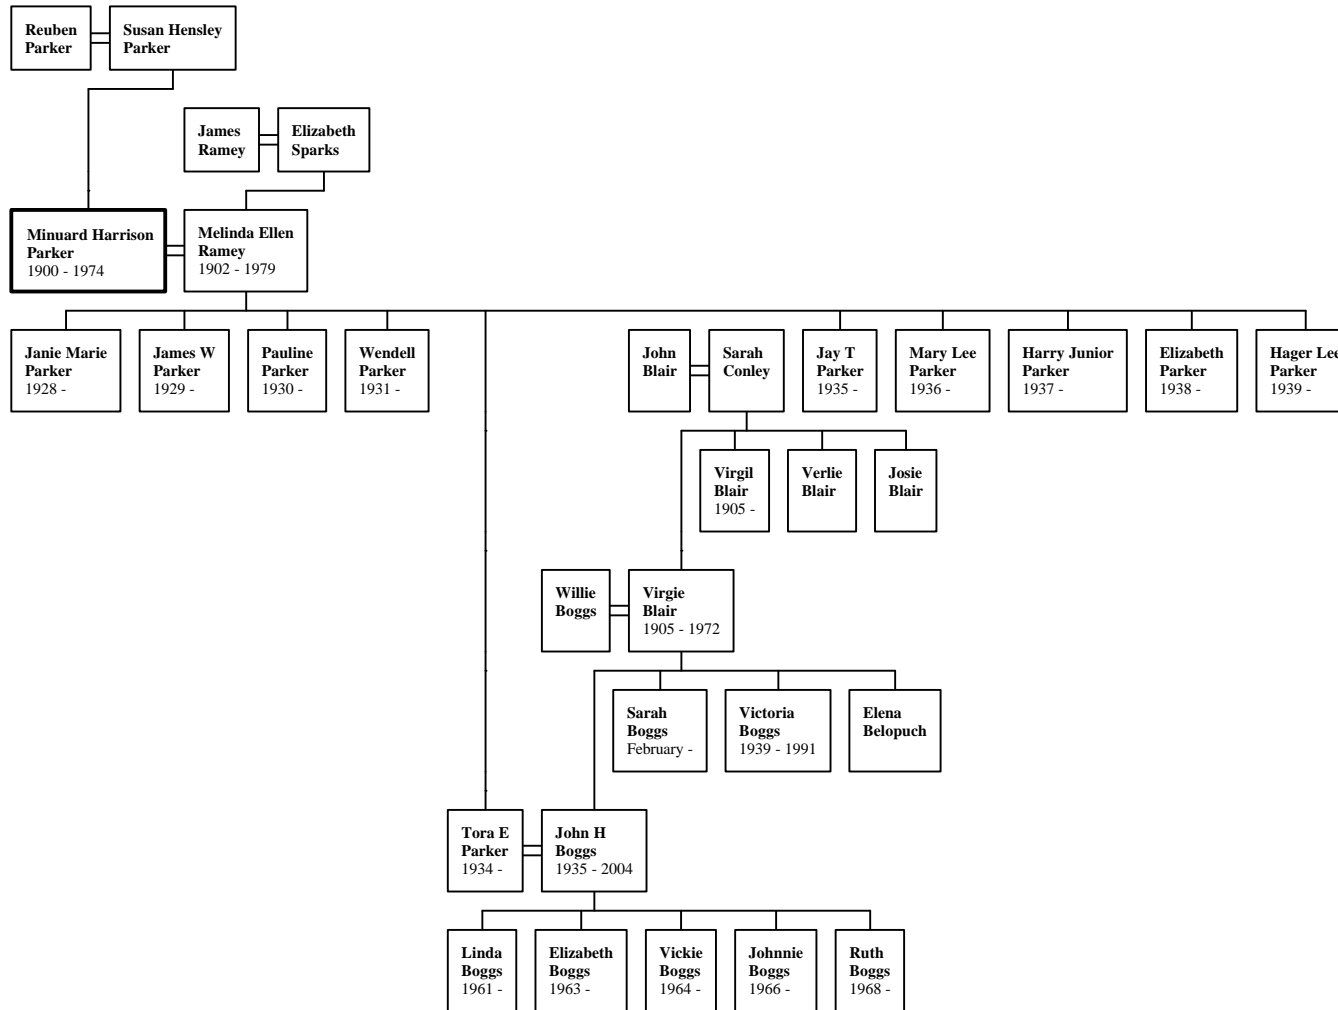 Reuben
Parker
Susan Hensley
Parker
James
Ramey
Elizabeth
Sparks
Minuard Harrison
Parker
1900 - 1974
Melinda Ellen
Ramey
1902 - 1979
Janie Marie
Parker
1928 -
James W
Parker
1929 -
Pauline
Parker
1930 -
Wendell
Parker
1931 -
John
Blair
Sarah
Conley
Jay T
Parker
1935 -
Mary Lee
Parker
1936 -
Harry Junior
Parker
1937 -
Elizabeth
Parker
1938 -
Hager Lee
Parker
1939 -
Virgil
Blair
1905 -
Verlie
Blair
Josie
Blair
Willie
Boggs
Virgie
Blair
1905 - 1972
Sarah
Boggs
February -
Victoria
Boggs
1939 - 1991
Elena
Belopuch
Tora E
Parker
1934 -
John H
Boggs
1935 - 2004
Linda
Boggs
1961 -
Elizabeth
Boggs
1963 -
Vickie
Boggs
1964 -
Johnnie
Boggs
1966 -
Ruth
Boggs
1968 -